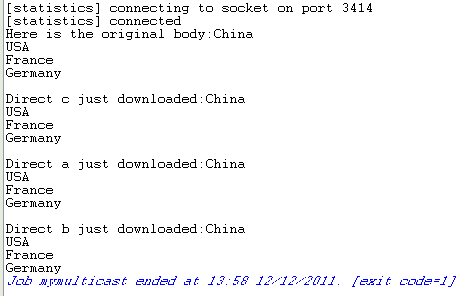 [statistics] connecting to socket on port 3414
[statistics] connected
Here is the original body:China
USA
France
Germany
Direct c just downloaded:China
USA
France
Germany
Direct a just downloaded:China
USA
France
Germany
Direct b just downloaded:China
USA
France
Germany
Job mymulticast ended at 13:58 12/12/2011. [exit code=1]